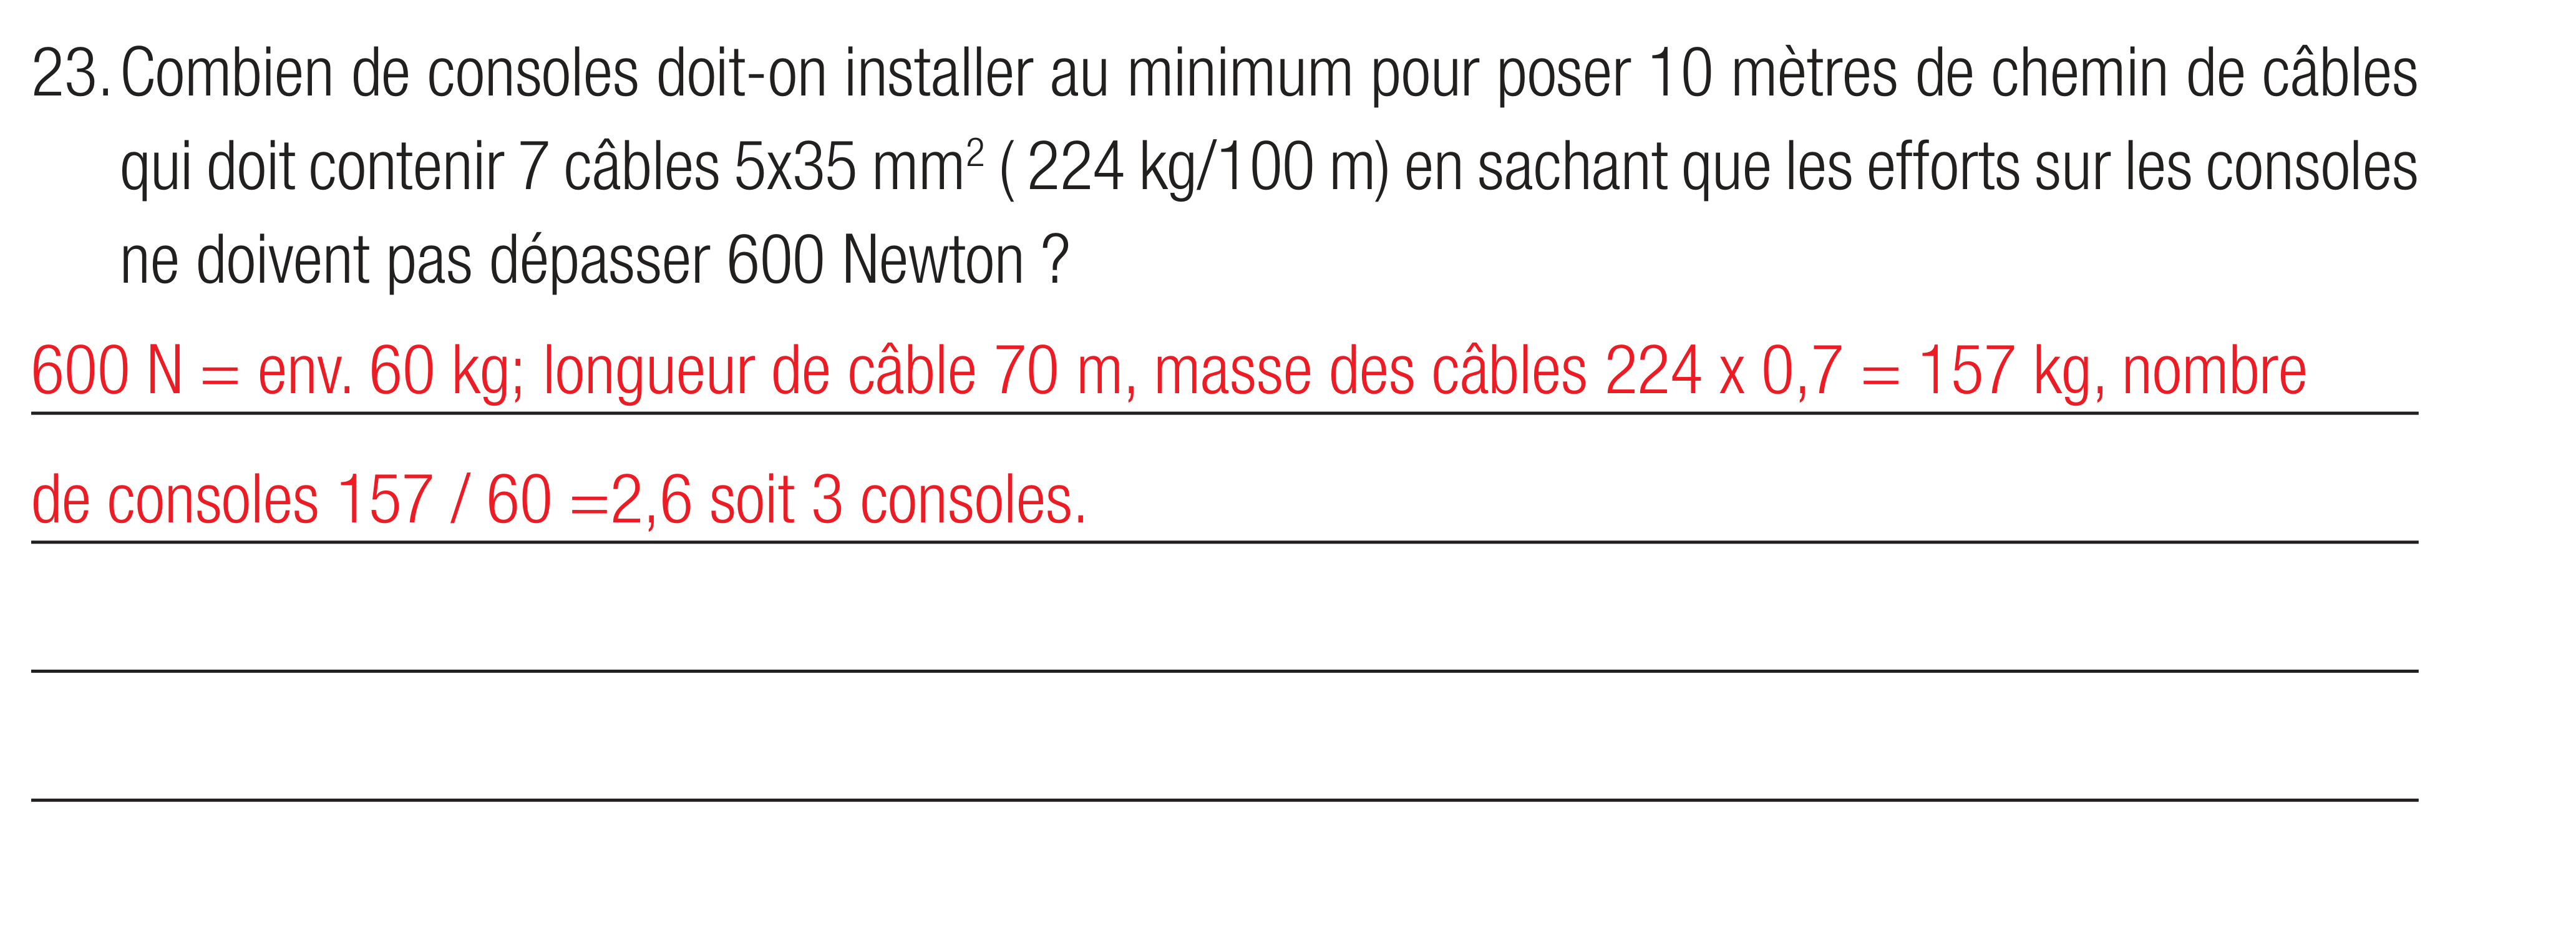 23. Combien de consoles doit-on installer au minimum pour poser 10 mètres de chemin de câbles
qui doit contenir 7 câbles 5x35 mm² ( 224 kg/100 m) en sachant que les efforts sur les consoles
ne doivent pas dépasser 600 Newton ?
600 N = env. 60 kg; longueur de câble 70 m, masse des câbles 224 x 0,7 = 157 kg, nombre
de consoles 157 / 60 =2,6 soit 3 consoles.